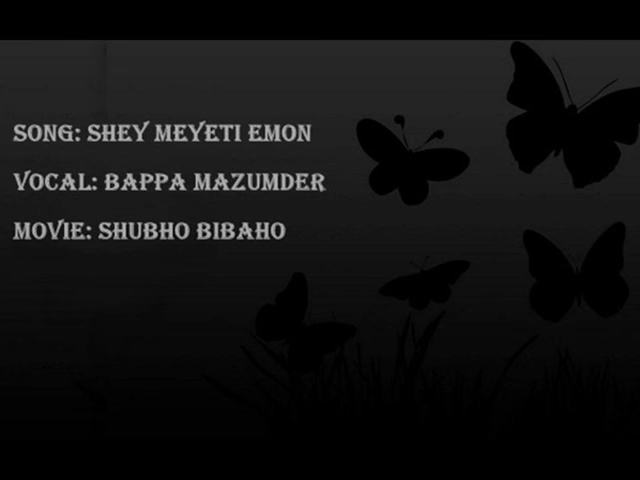 SONG: SHEY MEYETI EMON
VOCAL: BAPPA MAZUMDER
MOVIE: SHUBHO BIBAHO